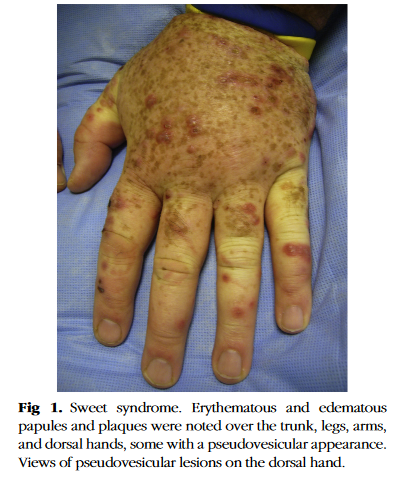 Fig 1. Sweet syndrome. Erythematous and edematous
papules and plaques were noted over the trunk, legs, arms,
and dorsal hands, some with a pseudovesicular appearance.
Views of pseudovesicular lesions on the dorsal hand.